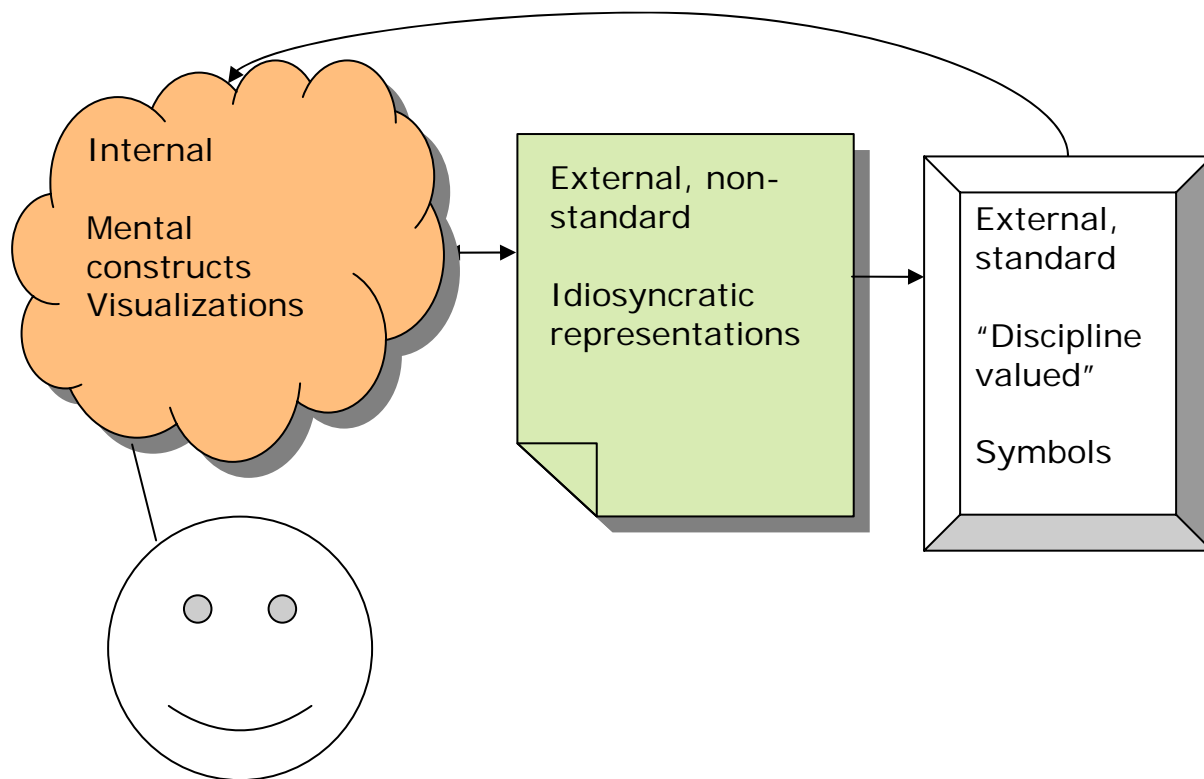 Internal
Mental
constructs
Visualizations
External, non-
standard
Idiosyncratic
representations
External,
standard
“Discipline
valued”
Symbols